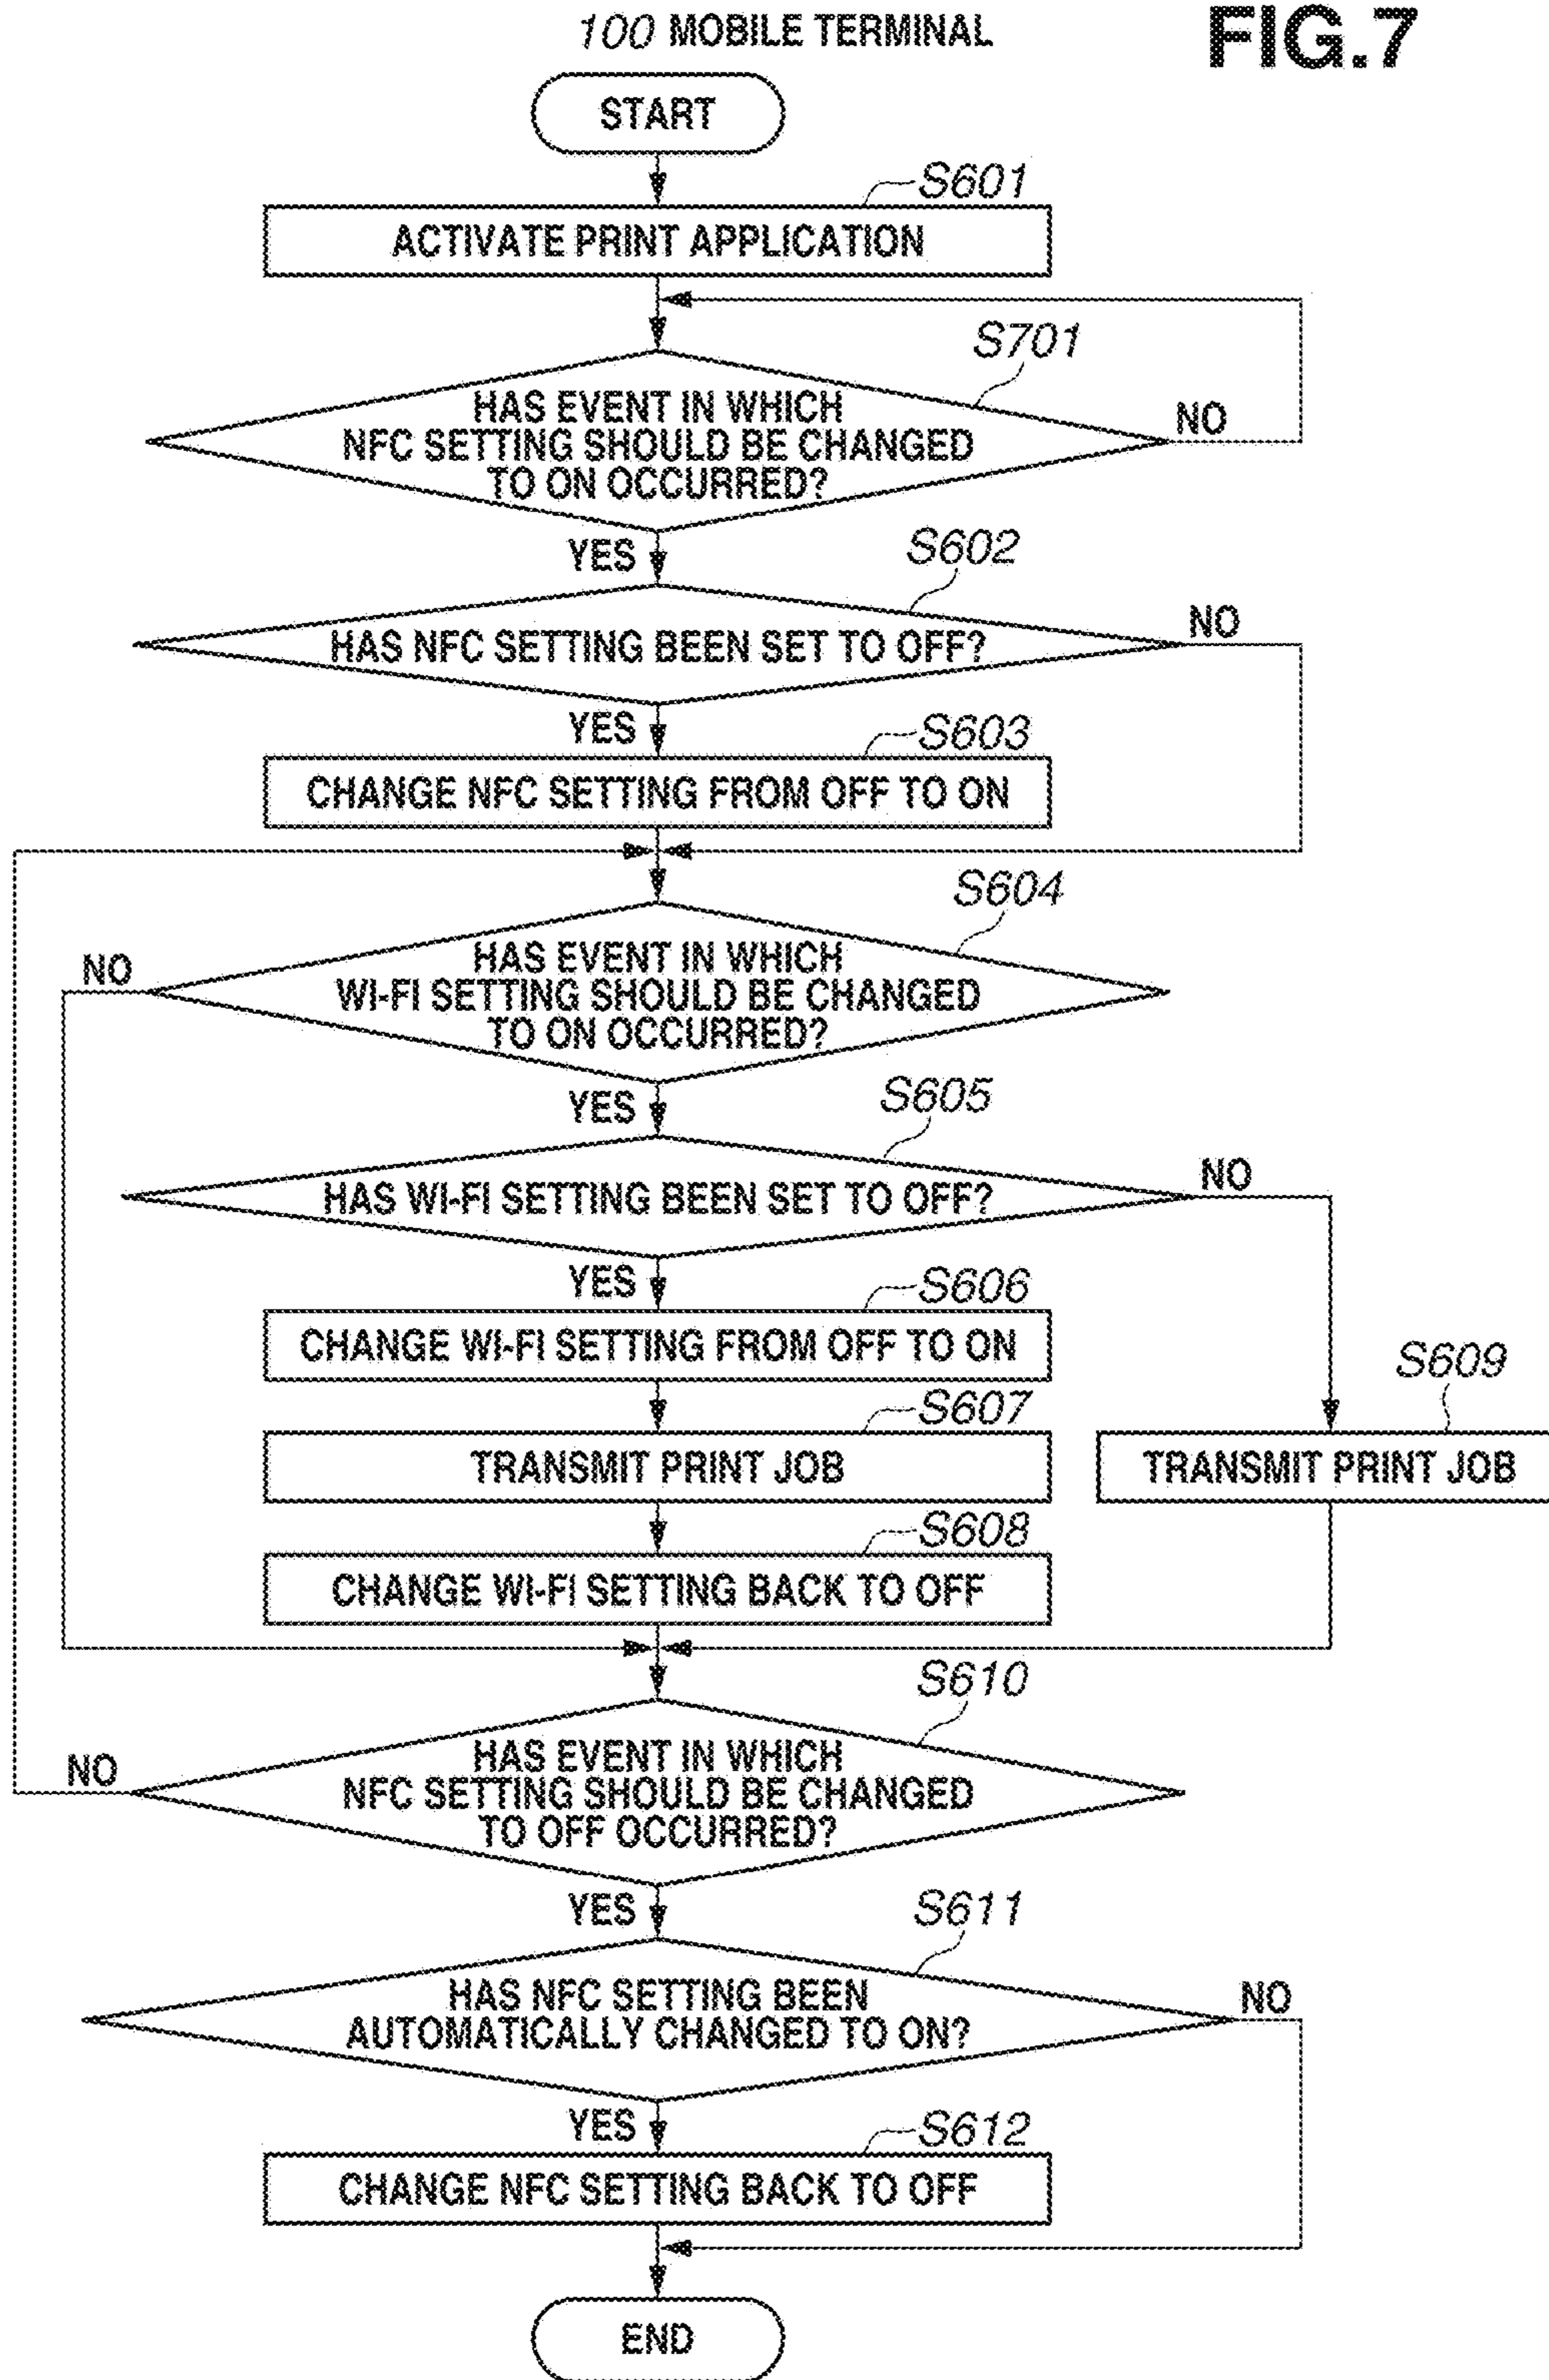 100 MOBILE TERMINAL
FIG.7
START
S601
ACTIVATE PRINT APPLICATION
S701
HAS EVENT IN WHICH
NFC SETTING SHOULD BE CHANGED
TO ON OCCURRED?
NO
YES
S602
HAS NFC SETTING BEEN SET TO OFF?
NO
YES
S603
CHANGE NFC SETTING FROM OFF TO ON
S604
NO
HAS EVENT IN WHICH
WI-FI SETTING SHOULD BE CHANGED
TO ON OCCURRED?
YES
S605
HAS WI-FI SETTING BEEN SET TO OFF?
NO
YES
S606
CHANGE WI-FI SETTING FROM OFF TO ON
S607
TRANSMIT PRINT JOB
S609
TRANSMIT PRINT JOB
S608
CHANGE WI-FI SETTING BACK TO OFF
S610
NO
HAS EVENT IN WHICH
NFC SETTING SHOULD BE CHANGED
TO OFF OCCURRED?
YES
S611
HAS NFC SETTING BEEN
AUTOMATICALLY CHANGED TO ON?
NO
YES
S612
CHANGE NFC SETTING BACK TO OFF
END